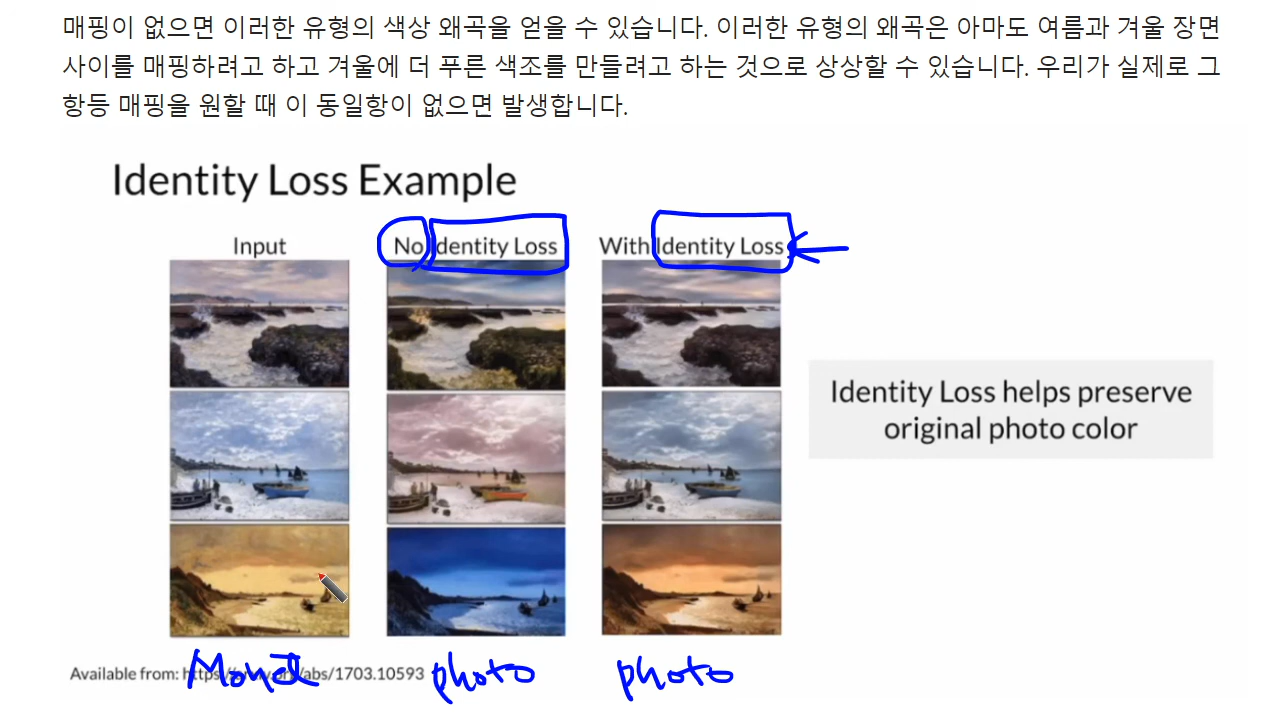 매핑이 없으면 이러한 유형의 색상 왜곡을 얻을 수 있습니다. 이러한 유형의 왜곡은 아마도 여름과 겨울 장면
사이를 매핑하려고 하고 겨울에 더 푸른 색조를 만들려고 하는 것으로 상상할 수 있습니다. 우리가 실제로 그
항등 매핑을 원할 때 이 동일항이 없으면 발생합니다.
Identity Loss Example
Input No Identity Loss With Identity Loss
Identity Loss helps preserve
original photo color
Monet photo photo
Available from: https://arxiv.org/abs/1703.10593